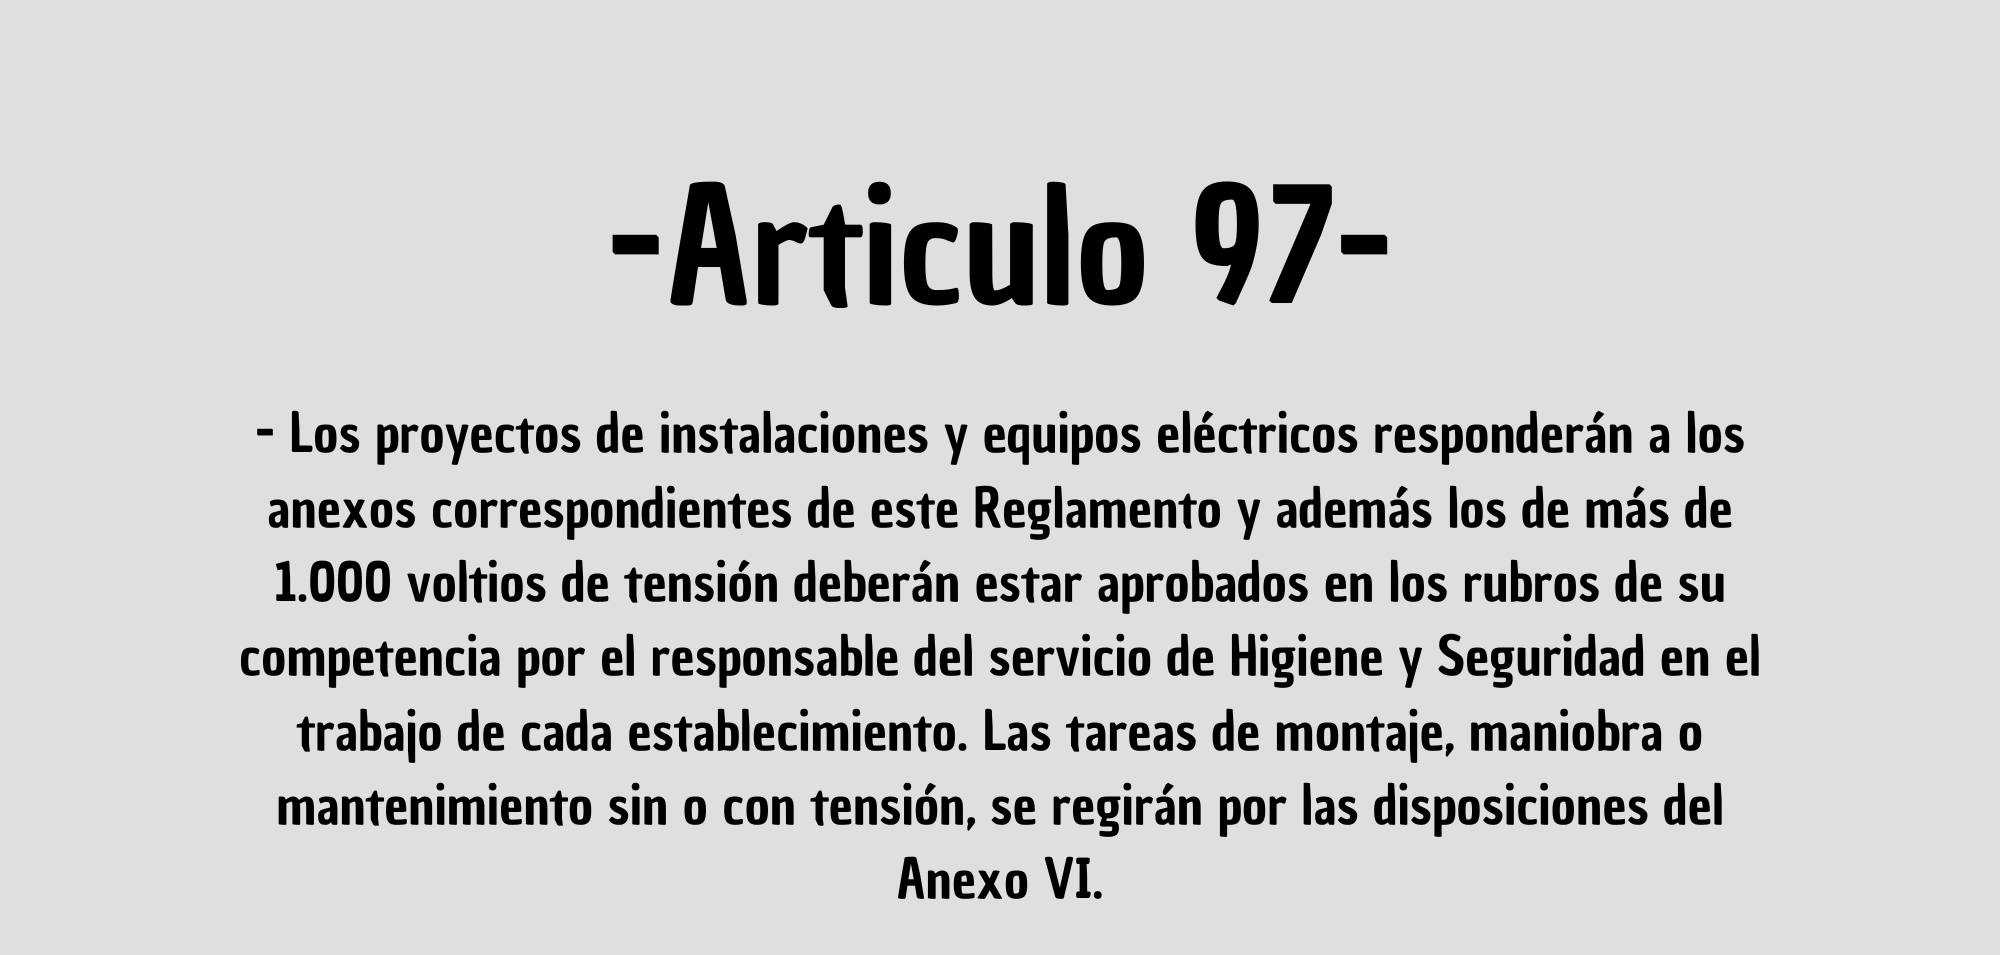 -Articulo 97-
- Los proyectos de instalaciones y equipos eléctricos responderán a los
anexos correspondientes de este Reglamento y además los de más de
1.000 voltios de tensión deberán estar aprobados en los rubros de su
competencia por el responsable del servicio de Higiene y Seguridad en el
trabajo de cada establecimiento. Las tareas de montaje, maniobra o
mantenimiento sin o con tensión, se regirán por las disposiciones del
Anexo VI.